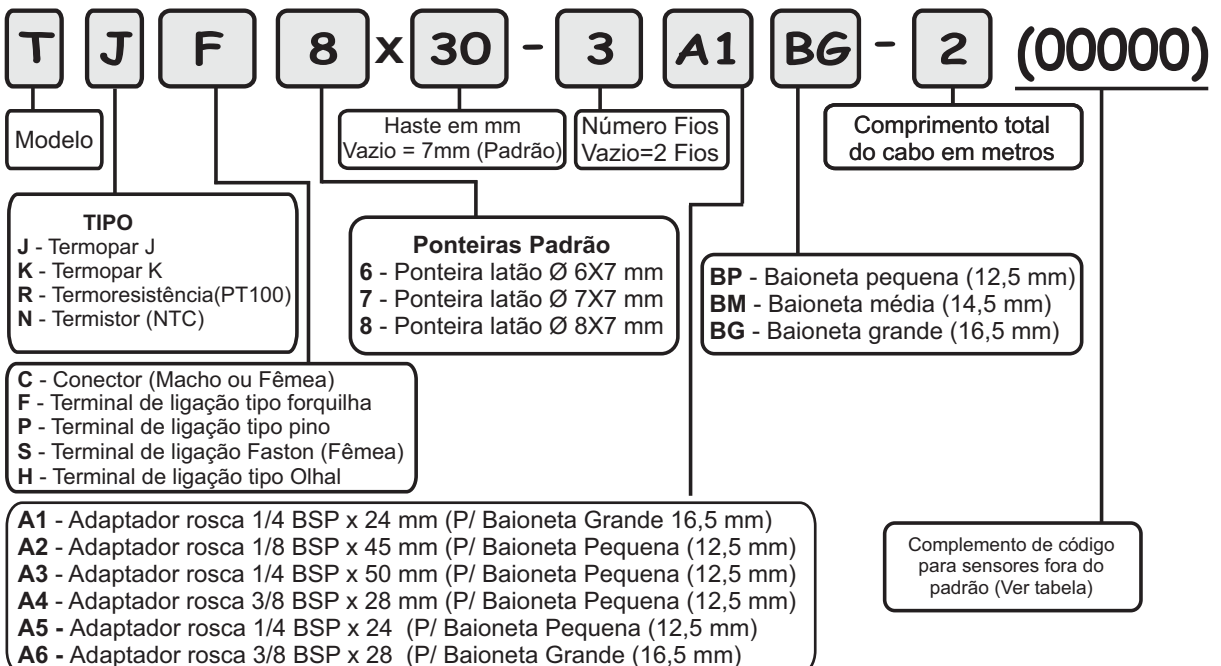 T J F 8 x 30 - 3 A1 BG - 2 (00000)
Modelo
Haste em mm
Vazio = 7mm (Padrão)
Número Fios
Vazio=2 Fios
Comprimento total
do cabo em metros
TIPO
J - Termopar J
K - Termopar K
R - Termoresistência(PT100)
N - Termistor (NTC)
Ponteiras Padrão
6 - Ponteira latão Ø 6X7 mm
7 - Ponteira latão Ø 7X7 mm
8 - Ponteira latão Ø 8X7 mm
BP - Baioneta pequena (12,5 mm)
BM - Baioneta média (14,5 mm)
BG - Baioneta grande (16,5 mm)
C - Conector (Macho ou Fêmea)
F - Terminal de ligação tipo forquilha
P - Terminal de ligação tipo pino
S - Terminal de ligação Faston (Fêmea)
H - Terminal de ligação tipo Olhal
A1 - Adaptador rosca 1/4 BSP x 24 mm (P/ Baioneta Grande 16,5 mm)
A2 - Adaptador rosca 1/8 BSP x 45 mm (P/ Baioneta Pequena (12,5 mm)
A3 - Adaptador rosca 1/4 BSP x 50 mm (P/ Baioneta Pequena (12,5 mm)
A4 - Adaptador rosca 3/8 BSP x 28 mm (P/ Baioneta Pequena (12,5 mm)
A5 - Adaptador rosca 1/4 BSP x 24 (P/ Baioneta Pequena (12,5 mm)
A6 - Adaptador rosca 3/8 BSP x 28 (P/ Baioneta Grande (16,5 mm)
Complemento de código
para sensores fora do
padrão (Ver tabela)